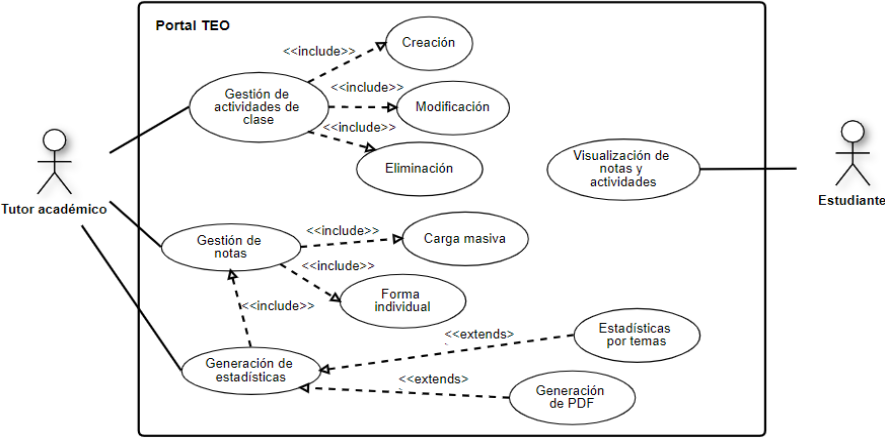 Portal TEO
Creación
<<include>>
Gestión de
actividades de
clase
<<include>>
Modificación
<<include>>
Eliminación
Visualización de
notas y
actividades
Tutor académico
Estudiante
Gestión de
notas
<<include>>
Carga masiva
<<include>>
Forma
individual
<<include>>
Generación de
estadísticas
<<extends>>
Estadísticas
por temas
<<extends>>
Generación
de PDF